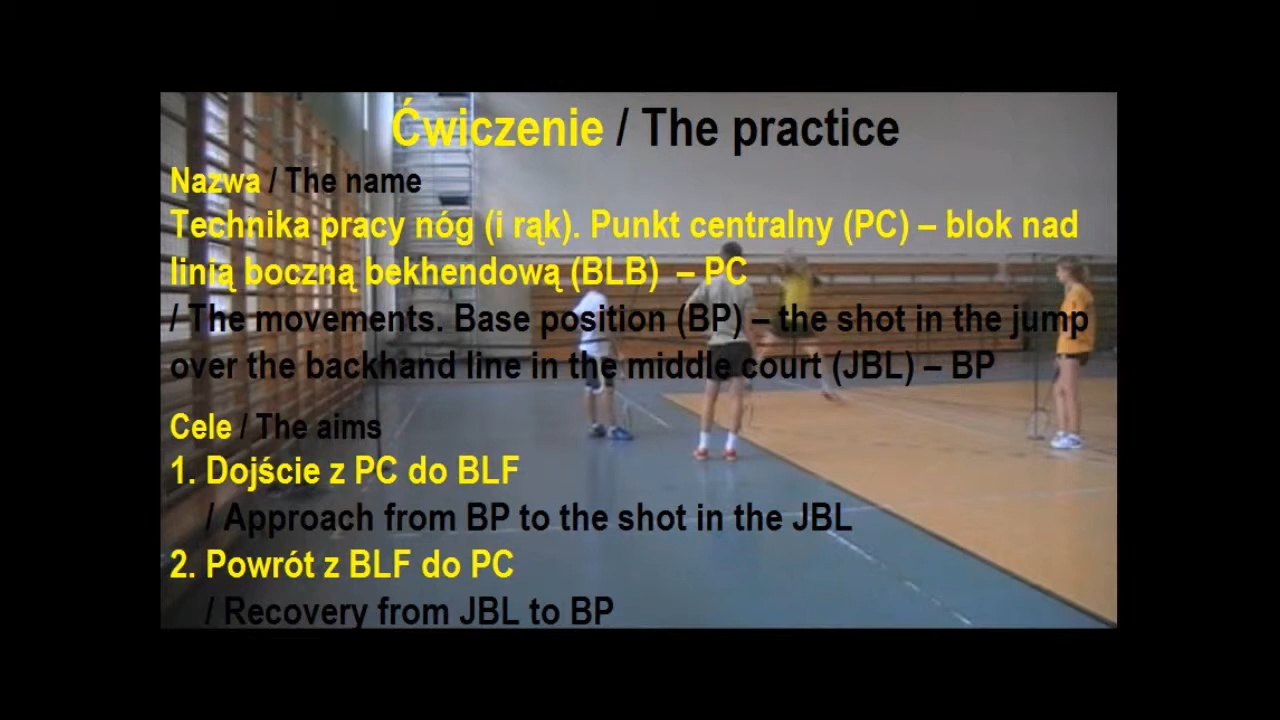 Ćwiczenie / The practice
Nazwa / The name
Technika pracy nóg (i rąk). Punkt centralny (PC) – blok nad
linią boczną bekhendową (BLB) – PC
/ The movements. Base position (BP) – the shot in the jump
over the backhand line in the middle court (JBL) – BP
Cele / The aims
1. Dojście z PC do BLF
/ Approach from BP to the shot in the JBL
2. Powrót z BLF do PC
/ Recovery from JBL to BP